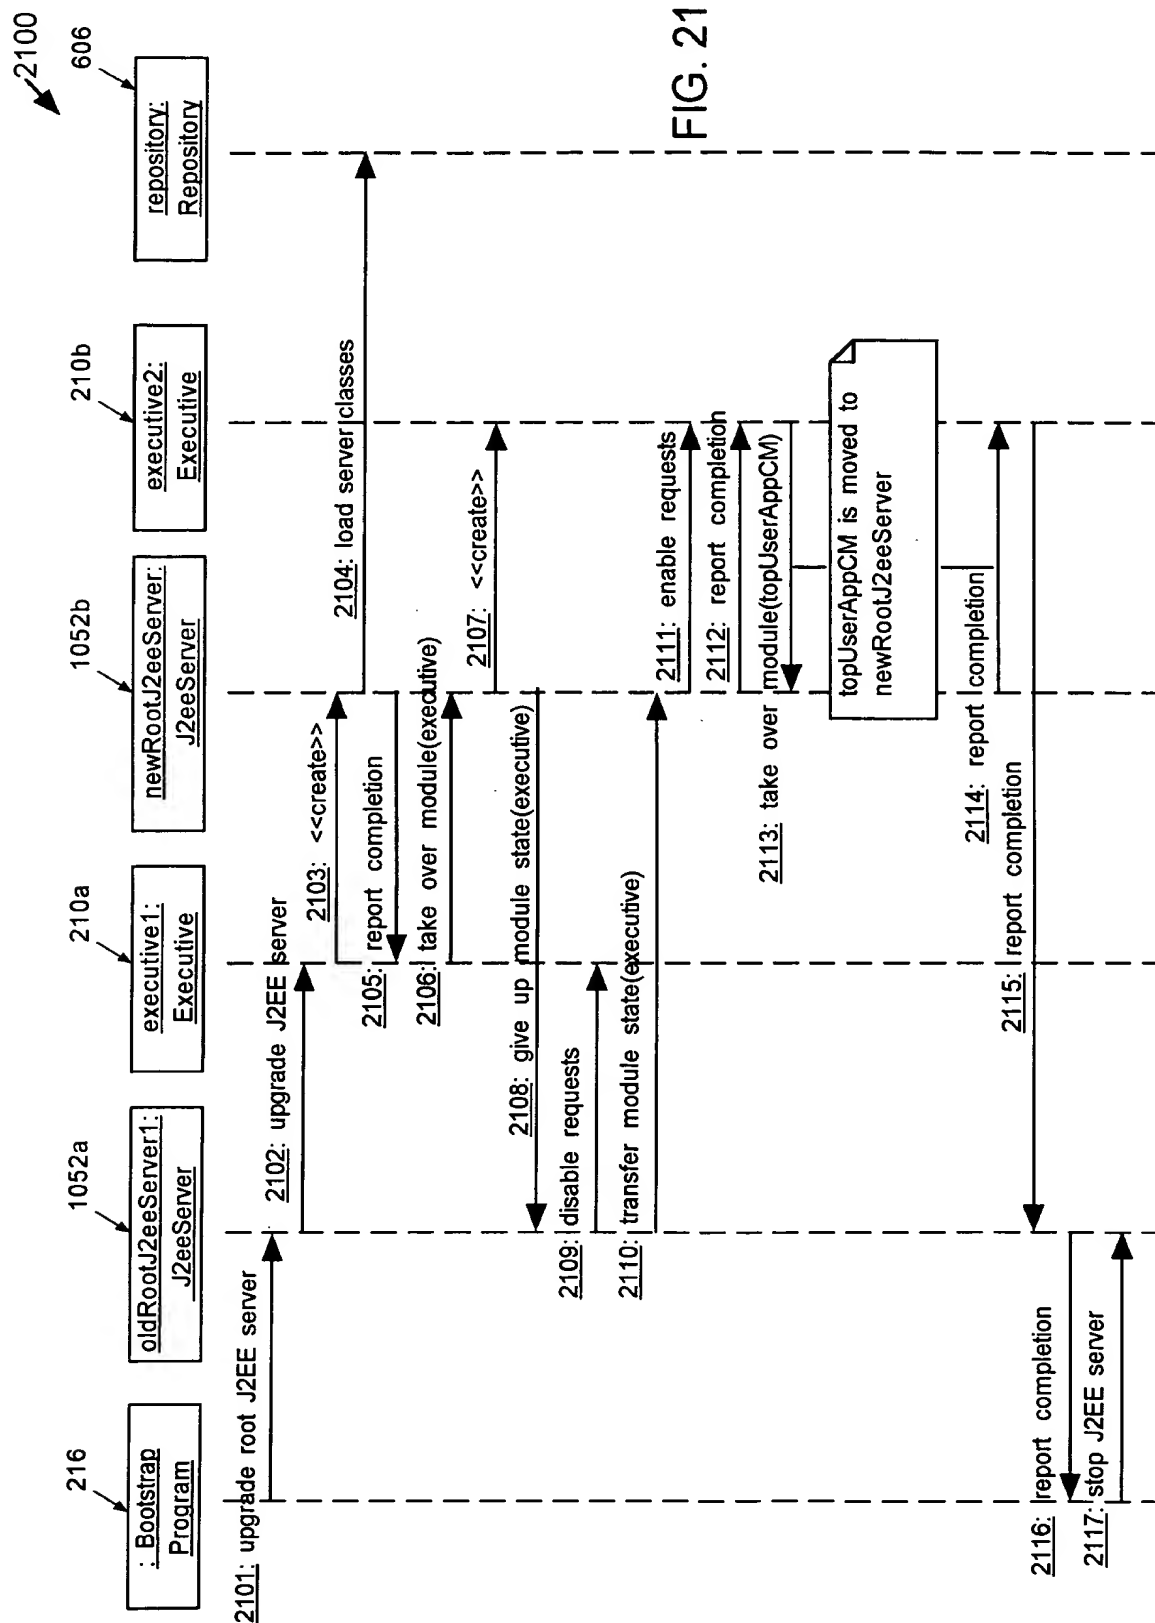 2100
216
1052a
210a
1052b
210b
606
: Bootstrap
Program
oldRootJ2eeServer1:
J2eeServer
executive1:
Executive
newRootJ2eeServer:
J2eeServer
executive2:
Executive
repository:
Repository
2101: upgrade root J2EE server
2102: upgrade J2EE server
2103: <<create>>
2104: load server classes
2105: report completion
2106: take over module(executive)
2107: <<create>>
2108: give up module state(executive)
2109: disable requests
2110: transfer module state(executive)
2111: enable requests
2112: report completion
2113: take over module(topUserAppCM)
topUserAppCM is moved to
newRootJ2eeServer
2114: report completion
2115: report completion
2116: report completion
2117: stop J2EE server
FIG. 21